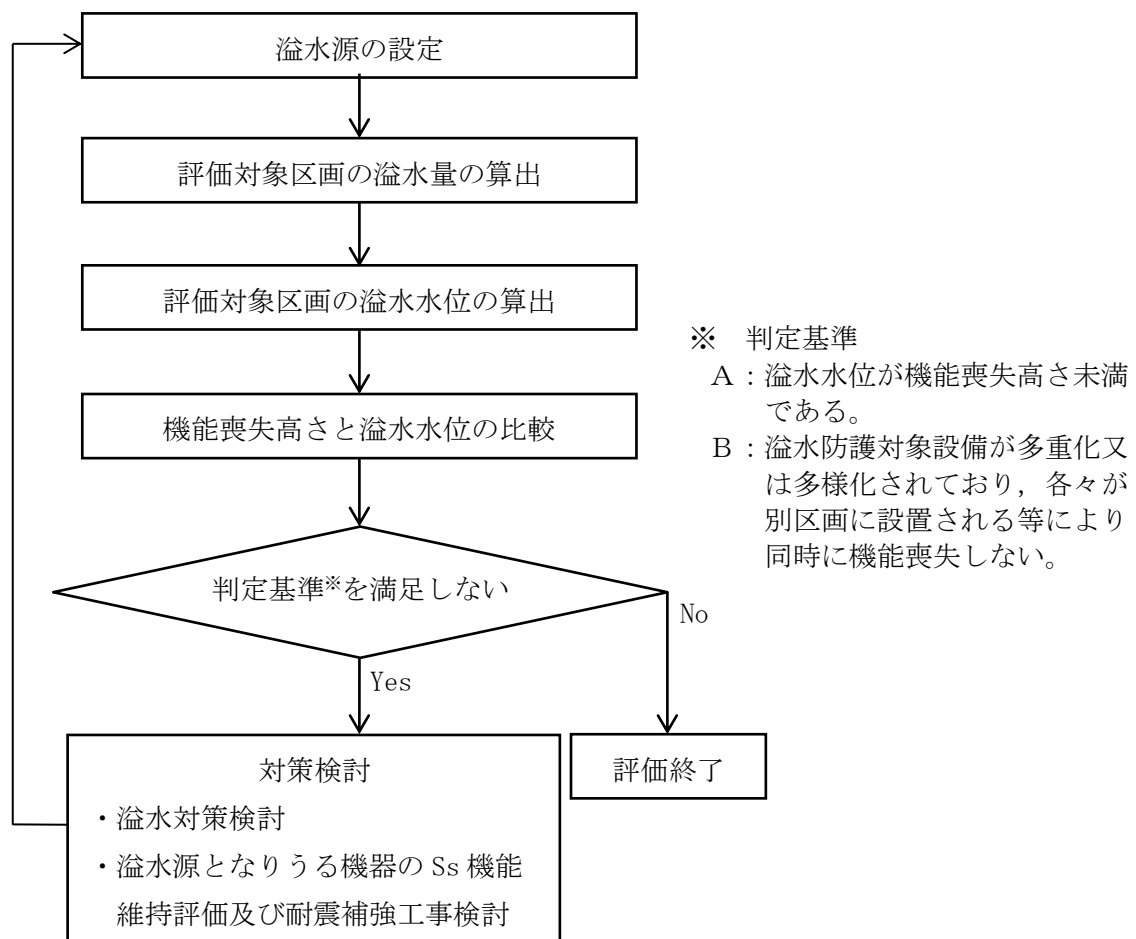 溢水源の設定
評価対象区画の溢水量の算出
評価対象区画の溢水水位の算出
機能喪失高さと溢水水位の比較
判定基準※を満足しない
No
Yes
対策検討
・溢水対策検討
・溢水源となりうる機器の Ss 機能
維持評価及び耐震補強工事検討
評価終了
※　判定基準
Ａ：溢水水位が機能喪失高さ未満
である。
Ｂ：溢水防護対象設備が多重化又
は多様化されており，各々が
別区画に設置される等により
同時に機能喪失しない。